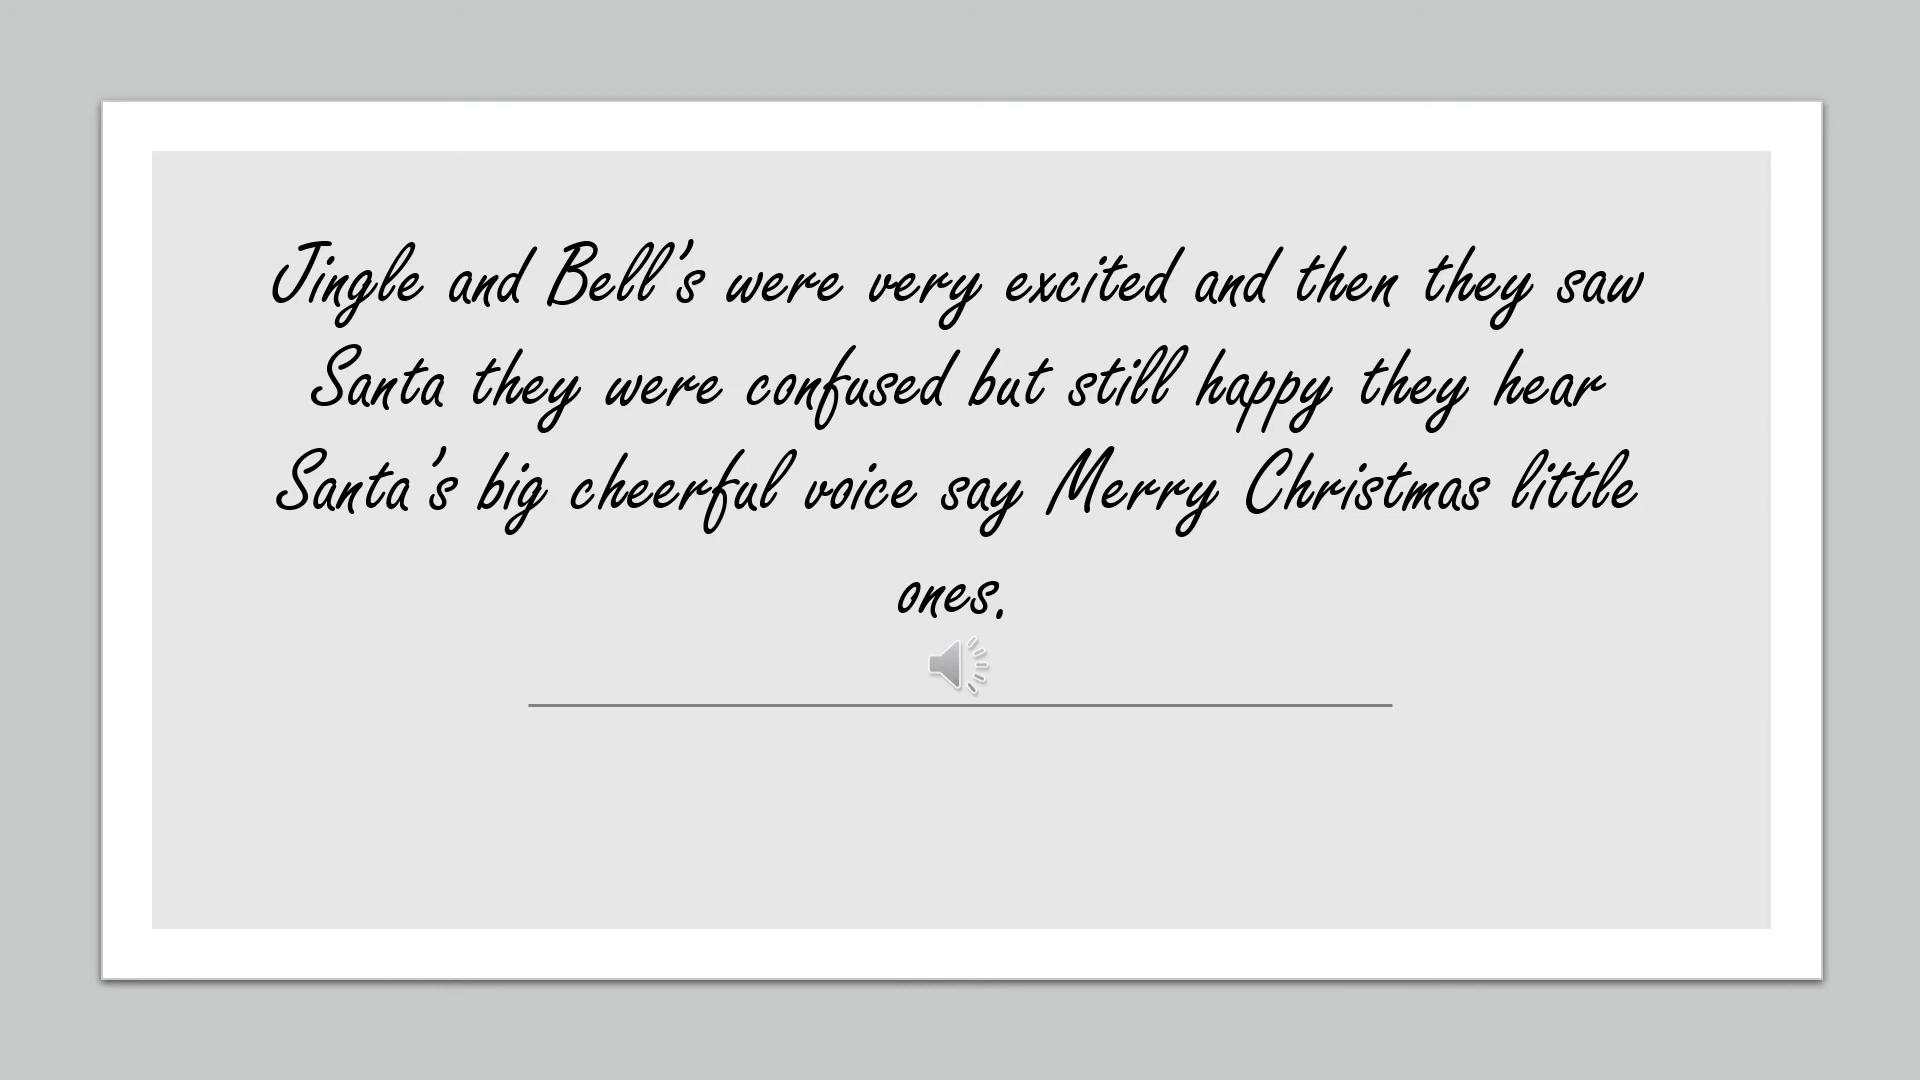 Jingle and Bell's were very excited and then they saw
Santa they were confused but still happy they hear
Santa's big cheerful voice say Merry Christmas little
ones.